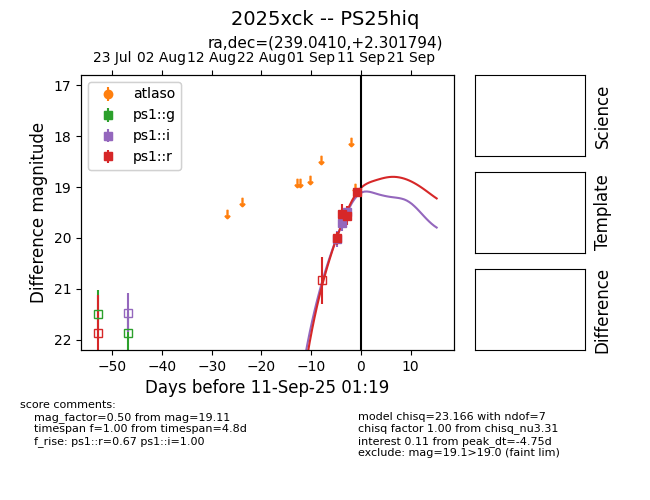 2025xck -- PS25hiq
ra,dec=(239.0410,+2.301794)
23 Jul 02 Aug 12 Aug 22 Aug 01 Sep 11 Sep 21 Sep
17
18
19
20
21
22
Difference magnitude
atlaso
ps1::g
ps1::i
ps1::r
−50 −40 −30 −20 −10 0 10
Days before 11-Sep-25 01:19
Science
Template
Difference
score comments:
mag_factor=0.50 from mag=19.11
timespan f=1.00 from timespan=4.8d
f_rise: ps1::r=0.67 ps1::i=1.00
model chisq=23.166 with ndof=7
chisq factor 1.00 from chisq_nu3.31
interest 0.11 from peak_dt=-4.75d
exclude: mag=19.1>19.0 (faint lim)